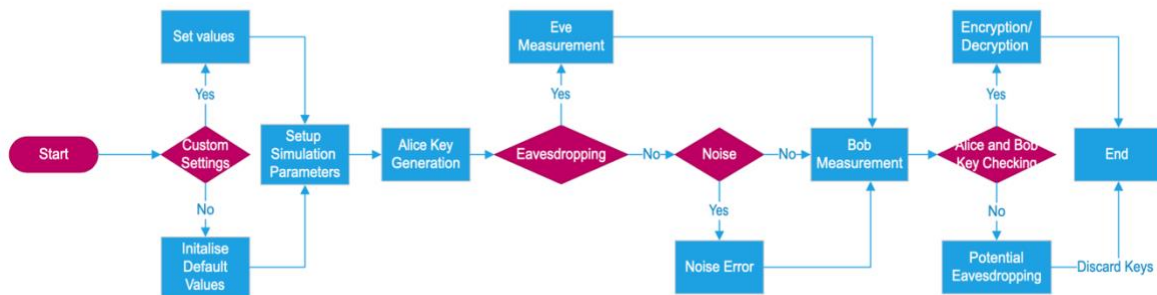 Start
Custom
Settings
Yes
Set values
No
Initalise
Default
Values
Setup
Simulation
Parameters
Alice Key
Generation
Eavesdropping
Yes
Eve
Measurement
No
Noise
Yes
Noise Error
No
Bob
Measurement
Alice and Bob
Key Checking
Yes
Encryption/
Decryption
No
Potential
Eavesdropping
Discard Keys
End